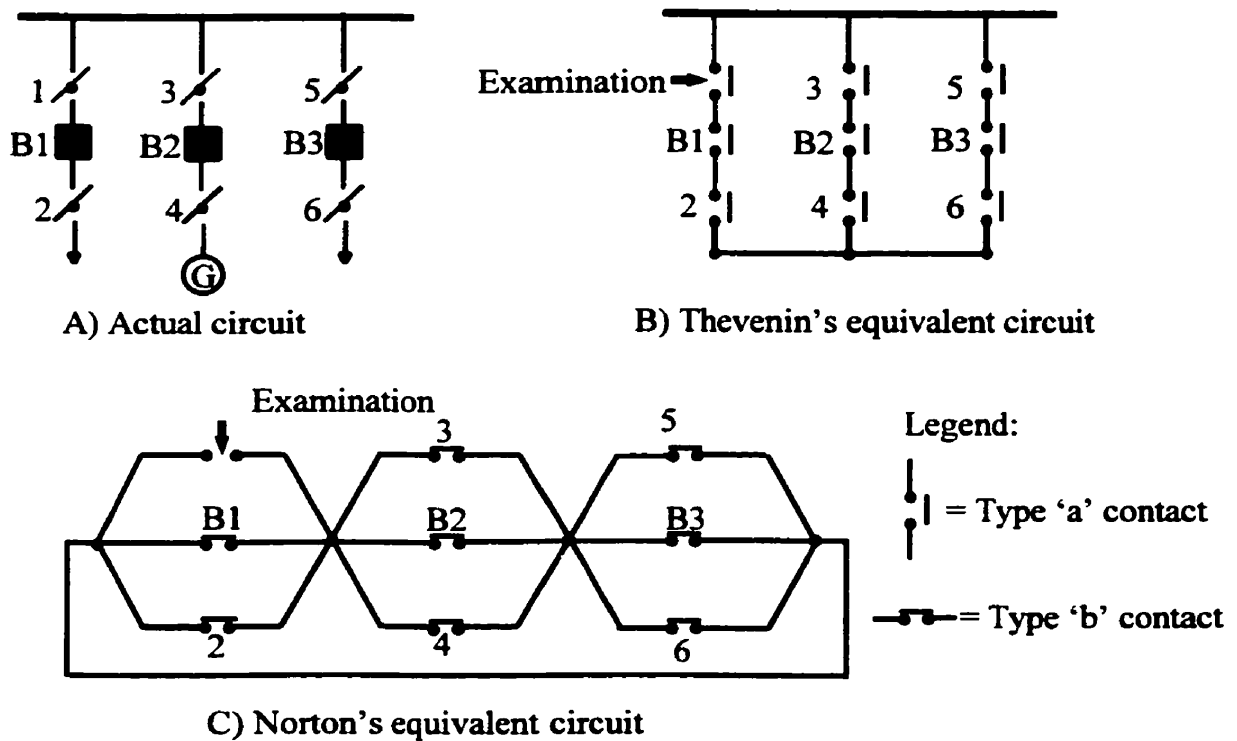 1
3
5
B1
B2
B3
2
4
6
G
A) Actual circuit
Examination
3
5
B1
B2
B3
2
4
6
B) Thevenin's equivalent circuit
Examination
3
5
B1
B2
B3
2
4
6
C) Norton's equivalent circuit
Legend:
= Type 'a' contact
= Type 'b' contact